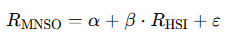 R_MNSO = α + β · R_HSI + ε